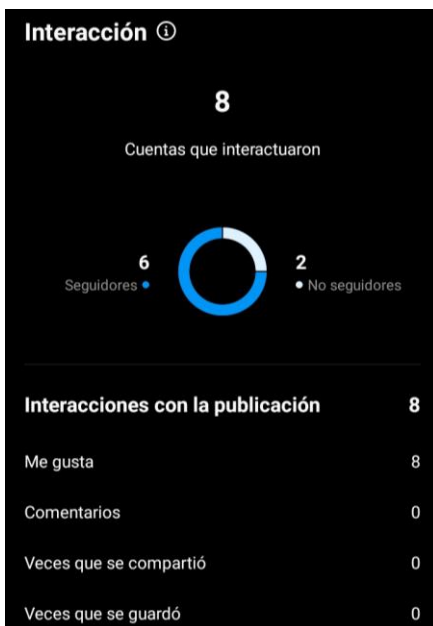 Interacción
8
Cuentas que interactuaron
6 2
Seguidores No seguidores
Interacciones con la publicación 8
Me gusta 8
Comentarios 0
Veces que se compartió 0
Veces que se guardó 0